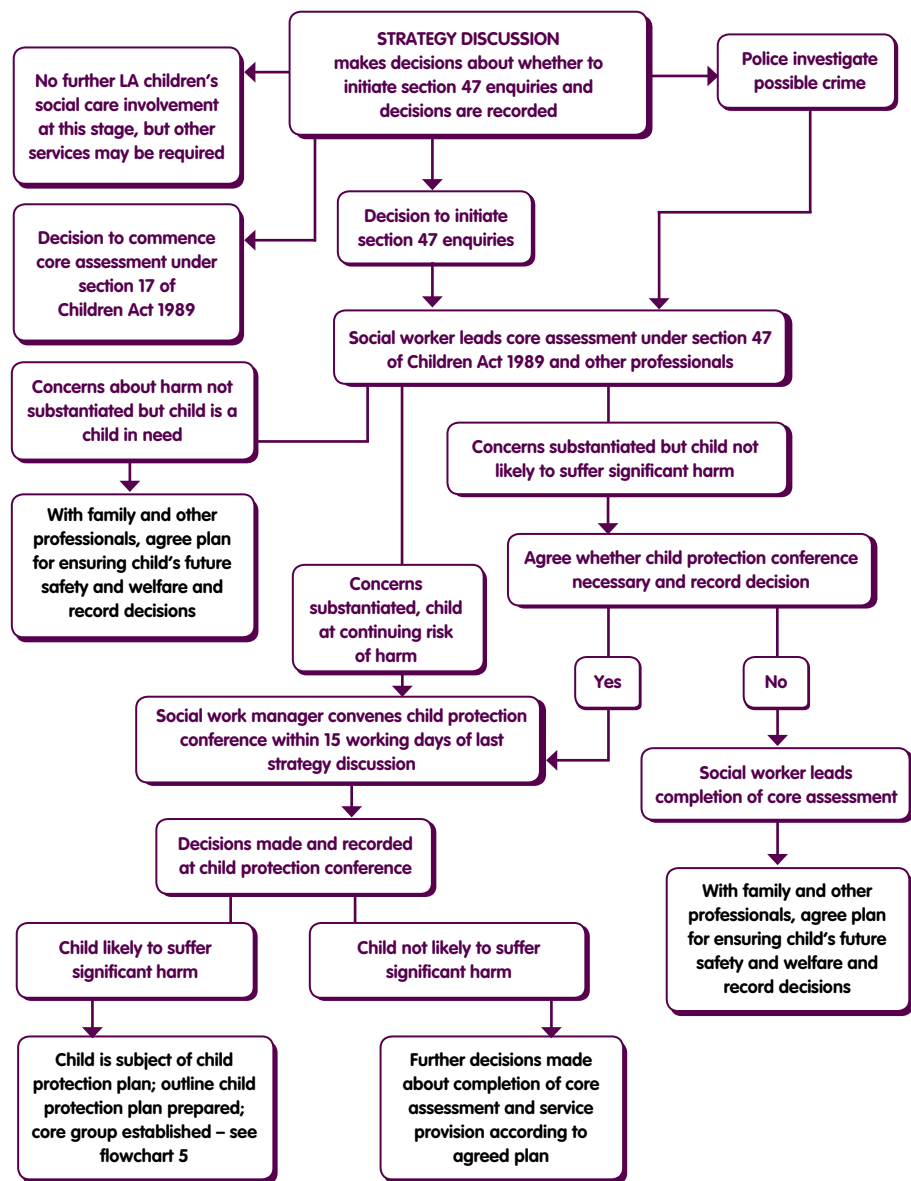 STRATEGY DISCUSSION
makes decisions about whether to
initiate section 47 enquiries and
decisions are recorded
No further LA children's
social care involvement
at this stage, but other
services may be required
Police investigate
possible crime
Decision to initiate
section 47 enquiries
Decision to commence
core assessment under
section 17 of
Children Act 1989
Social worker leads core assessment under section 47
of Children Act 1989 and other professionals
Concerns about harm not
substantiated but child is a
child in need
Concerns substantiated but child not
likely to suffer significant harm
With family and other
professionals, agree plan
for ensuring child's future
safety and welfare and
record decisions
Agree whether child protection conference
necessary and record decision
Concerns
substantiated, child
at continuing risk
of harm
Yes
No
Social work manager convenes child protection
conference within 15 working days of last
strategy discussion
Social worker leads
completion of core assessment
Decisions made and recorded
at child protection conference
With family and other
professionals, agree plan
for ensuring child's future
safety and welfare and
record decisions
Child likely to suffer
significant harm
Child not likely to suffer
significant harm
Child is subject of child
protection plan; outline child
protection plan prepared;
core group established – see
flowchart 5
Further decisions made
about completion of core
assessment and service
provision according to
agreed plan